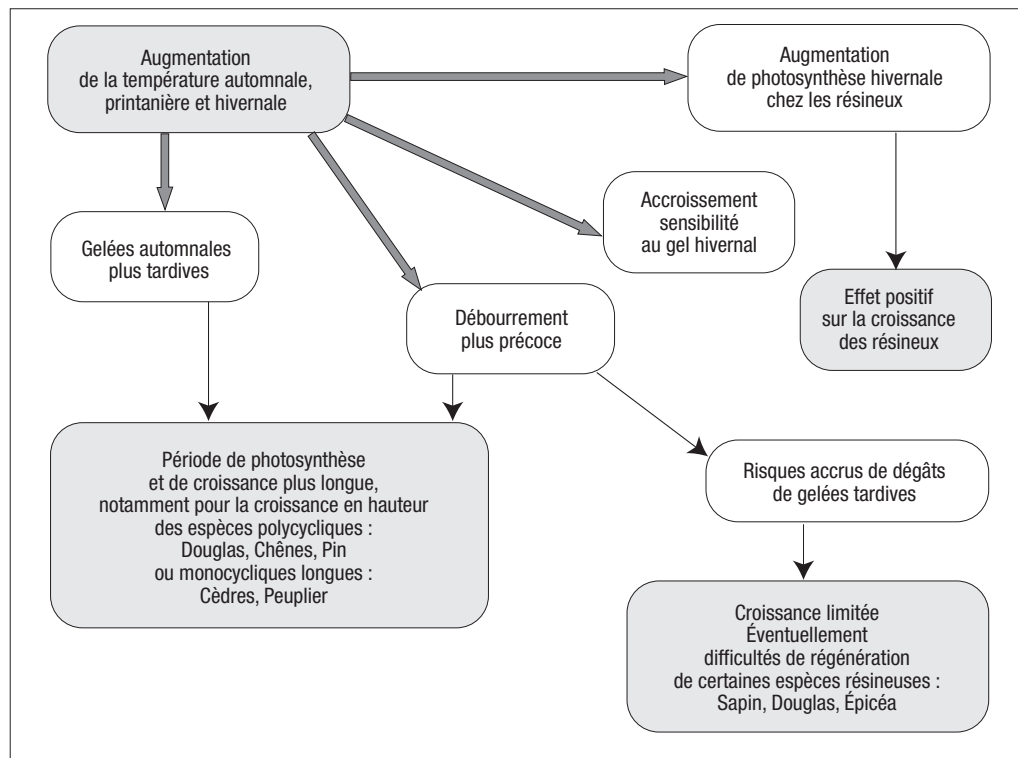 Augmentation
de la température automnale,
printanière et hivernale
Augmentation
de photosynthèse hivernale
chez les résineux
Accroissement
sensibilité
au gel hivernal
Gelées automnales
plus tardives
Débourrement
plus précoce
Effet positif
sur la croissance
des résineux
Période de photosynthèse
et de croissance plus longue,
notamment pour la croissance en hauteur
des espèces polycycliques :
Douglas, Chênes, Pin
ou monocycliques longues :
Cèdres, Peuplier
Risques accrus de dégâts
de gelées tardives
Croissance limitée
Éventuellement
difficultés de régénération
de certaines espèces résineuses :
Sapin, Douglas, Épicéa